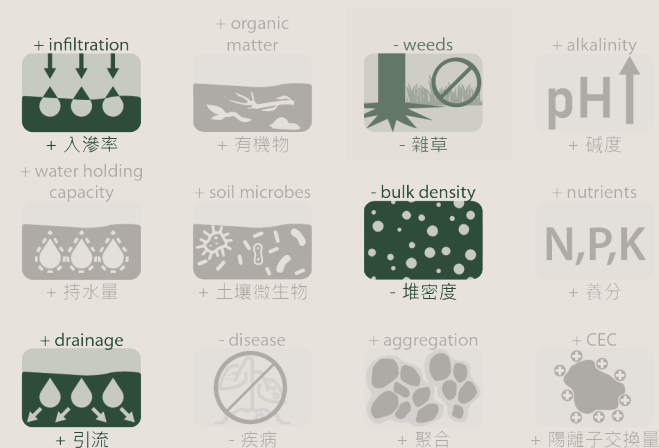 + infiltration
+ 入滲率
+ organic
matter
+ 有機物
- weeds
- 雜草
+ alkalinity
pH
+ 碱度
+ water holding
capacity
+ 持水量
+ soil microbes
+ 土壤微生物
- bulk density
- 堆密度
+ nutrients
N,P,K
+ 養分
+ drainage
+ 引流
- disease
- 疾病
+ aggregation
+ 聚合
+ CEC
+ 陽離子交換量